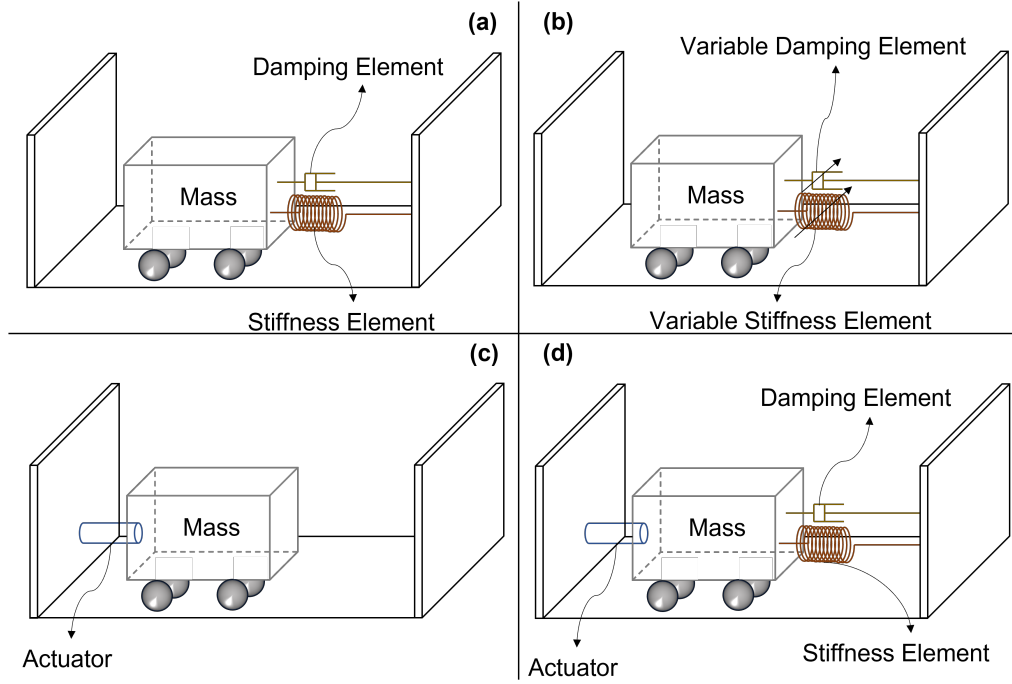 (a)
Damping Element
Mass
Stiffness Element
(b)
Variable Damping Element
Mass
Variable Stiffness Element
(c)
Mass
Actuator
(d)
Damping Element
Mass
Stiffness Element
Actuator